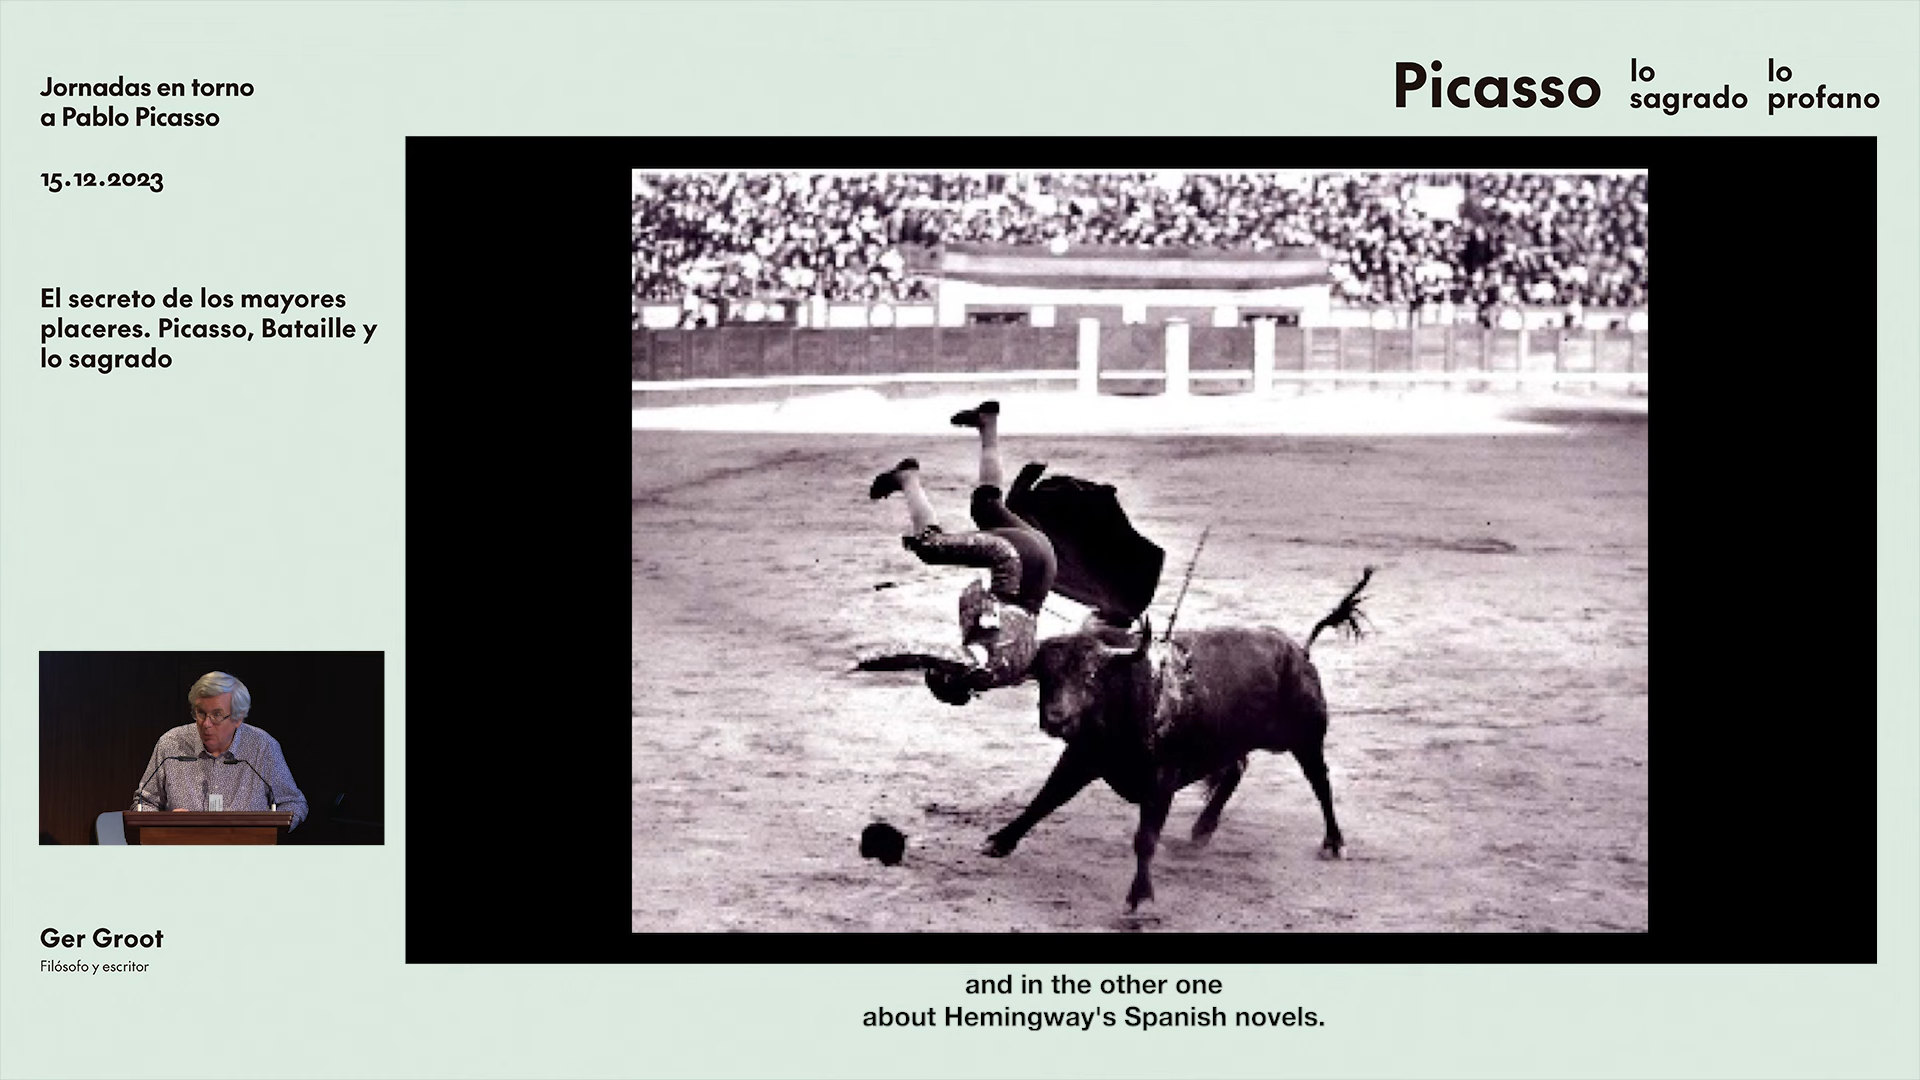 Jornadas en torno
a Pablo Picasso
15.12.2023
Picasso lo sagrado lo profano
El secreto de los mayores
placeres. Picasso, Bataille y
lo sagrado
Ger Groot
Filósofo y escritor
and in the other one
about Hemingway's Spanish novels.